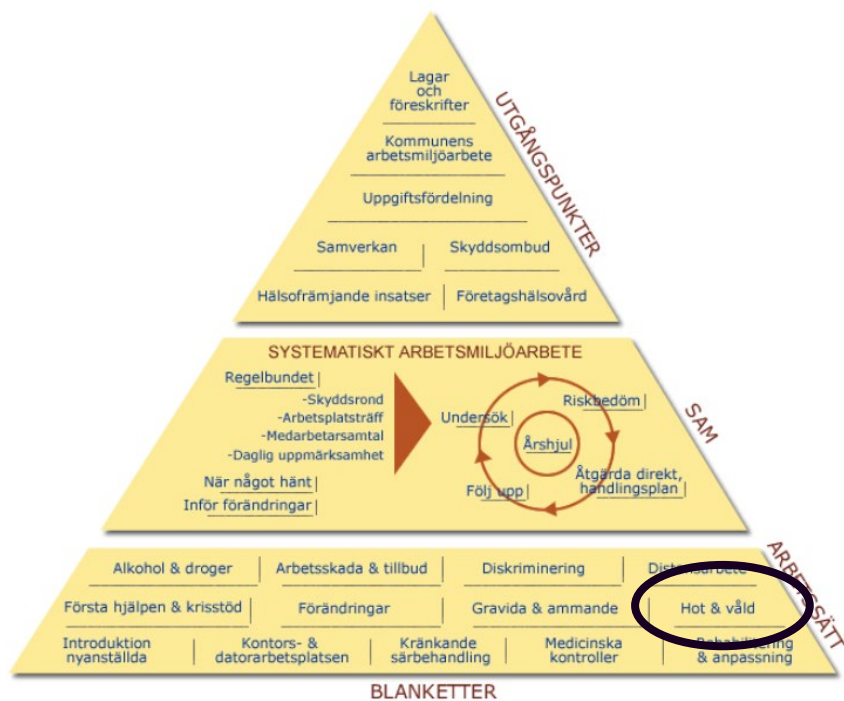 Lagar
och
föreskrifter
Kommunens
arbetsmiljöarbete
Uppgiftsfördelning
Samverkan
Skyddsombud
Hälsofrämjande insatser
Företagshälsovård
UTGÅNGSPUNKTER
SYSTEMATISKT ARBETSMILJÖARBETE
Regelbundet
-Skyddsrond
-Arbetsplatsträff
-Medarbetarsamtal
-Daglig uppmärksamhet
När något hänt
Inför förändringar
Undersök
Riskbedöm
Årshjul
Följ upp
Åtgärda direkt,
handlingsplan
SAM
Alkohol & droger
Arbetsskada & tillbud
Diskriminering
Distansarbete
Första hjälpen & krisstöd
Förändringar
Gravida & ammande
Hot & våld
Introduktion
nyanställda
Kontors- &
datorarbetsplatsen
Kränkande
särbehandling
Medicinska
kontroller
Rehabilitering
& anpassning
ARBETSSÄTT
BLANKETTER